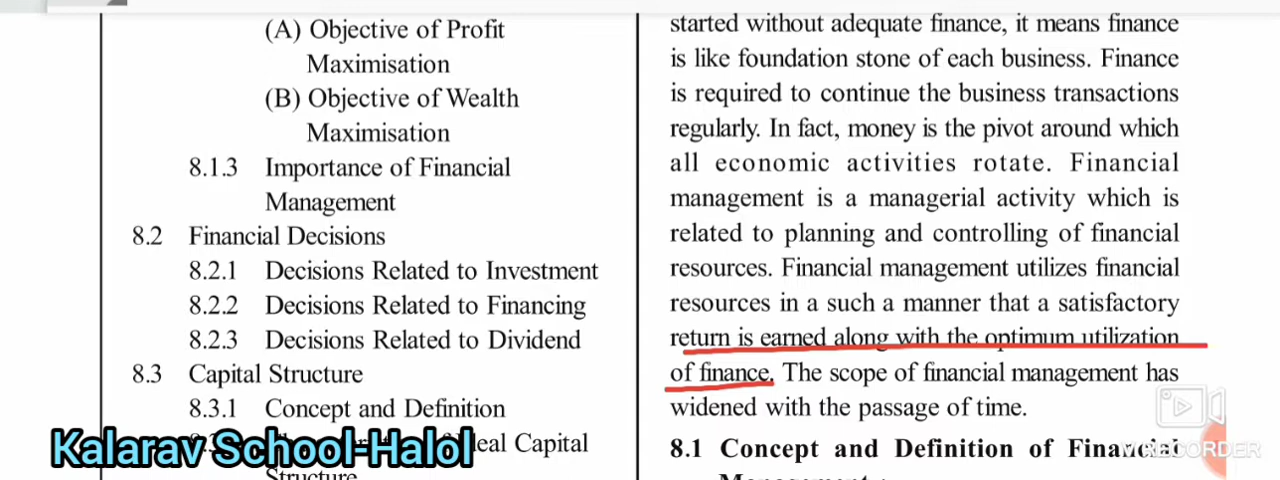 (A) Objective of Profit
Maximisation
(B) Objective of Wealth
Maximisation
8.1.3 Importance of Financial
Management
8.2 Financial Decisions
8.2.1 Decisions Related to Investment
8.2.2 Decisions Related to Financing
8.2.3 Decisions Related to Dividend
8.3 Capital Structure
8.3.1 Concept and Definition
Capital
Structure
started without adequate finance, it means finance
is like foundation stone of each business. Finance
is required to continue the business transactions
regularly. In fact, money is the pivot around which
all economic activities rotate. Financial
management is a managerial activity which is
related to planning and controlling of financial
resources. Financial management utilizes financial
resources in a such a manner that a satisfactory
return is earned along with the optimum utilization
of finance. The scope of financial management has
widened with the passage of time.
8.1 Concept and Definition of Financial
Management :
Kalarav School-Halol
V RECORDER